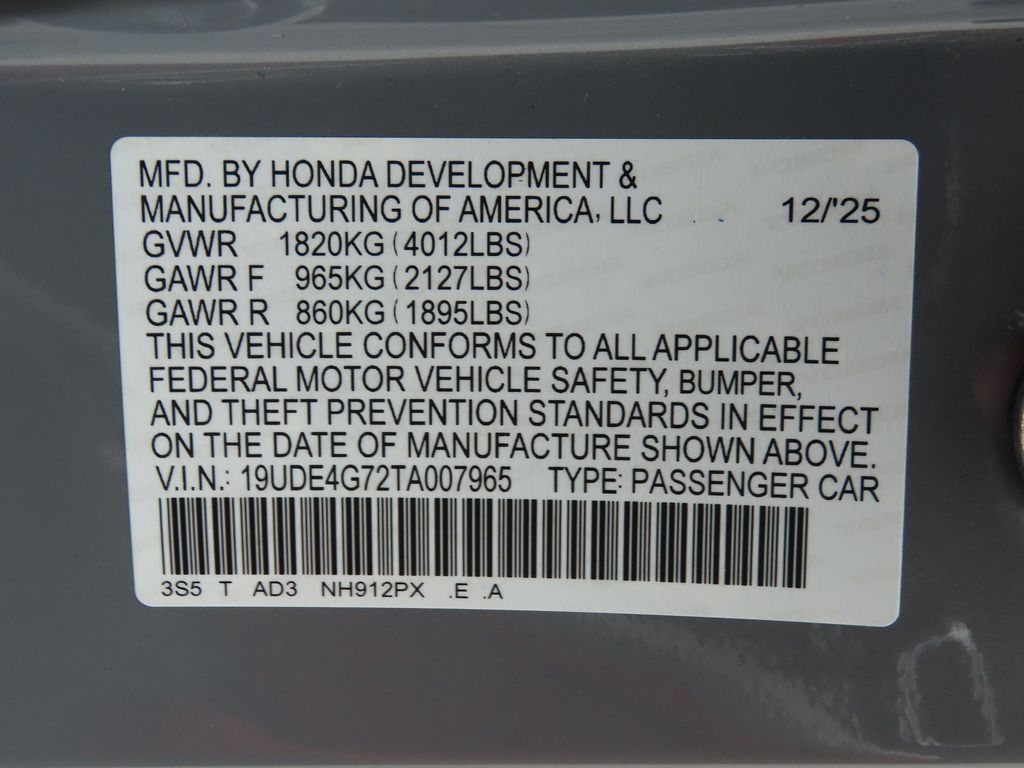 MFD. BY HONDA DEVELOPMENT &
MANUFACTURING OF AMERICA, LLC 12/'25
GVWR 1820KG (4012LBS)
GAWR F 965KG (2127LBS)
GAWR R 860KG (1895LBS)
THIS VEHICLE CONFORMS TO ALL APPLICABLE
FEDERAL MOTOR VEHICLE SAFETY, BUMPER,
AND THEFT PREVENTION STANDARDS IN EFFECT
ON THE DATE OF MANUFACTURE SHOWN ABOVE.
V.I.N.: 19UDE4G72TA007965 TYPE: PASSENGER CAR
3S5 T AD3 NH912PX .E .A